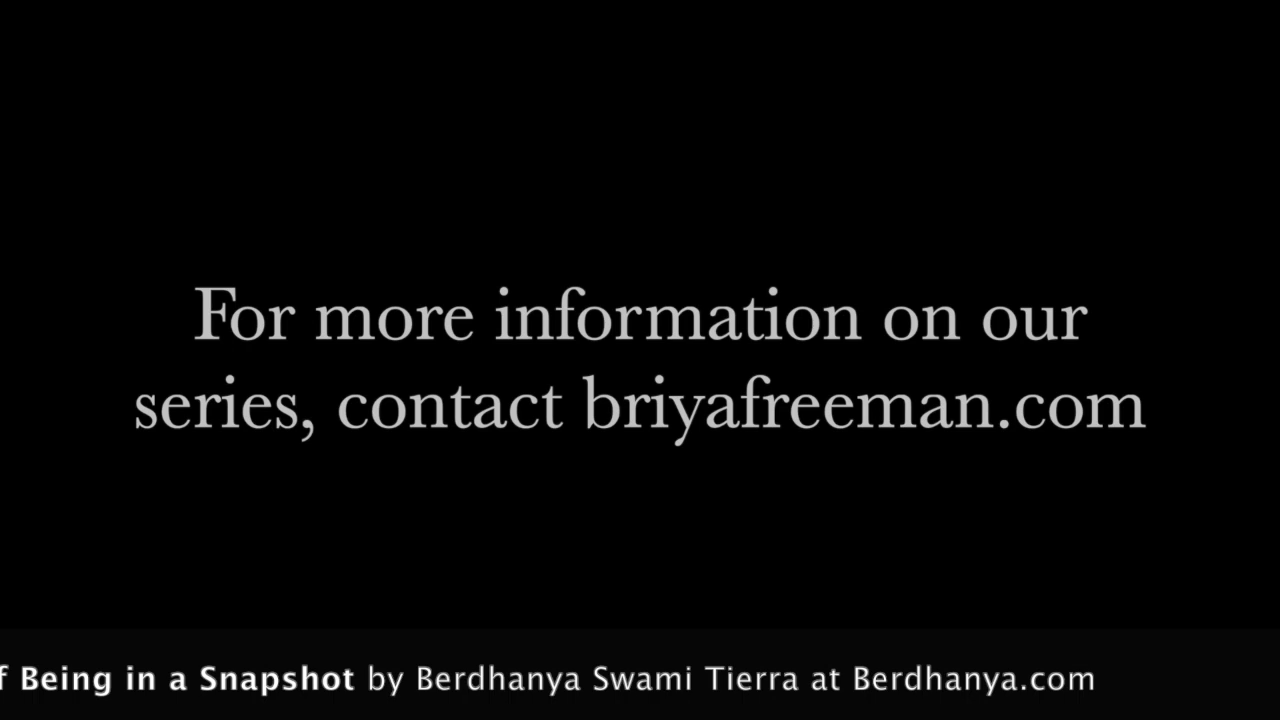 For more information on our
series, contact briyafreeman.com
f Being in a Snapshot by Berdhanya Swami Tierra at Berdhanya.com